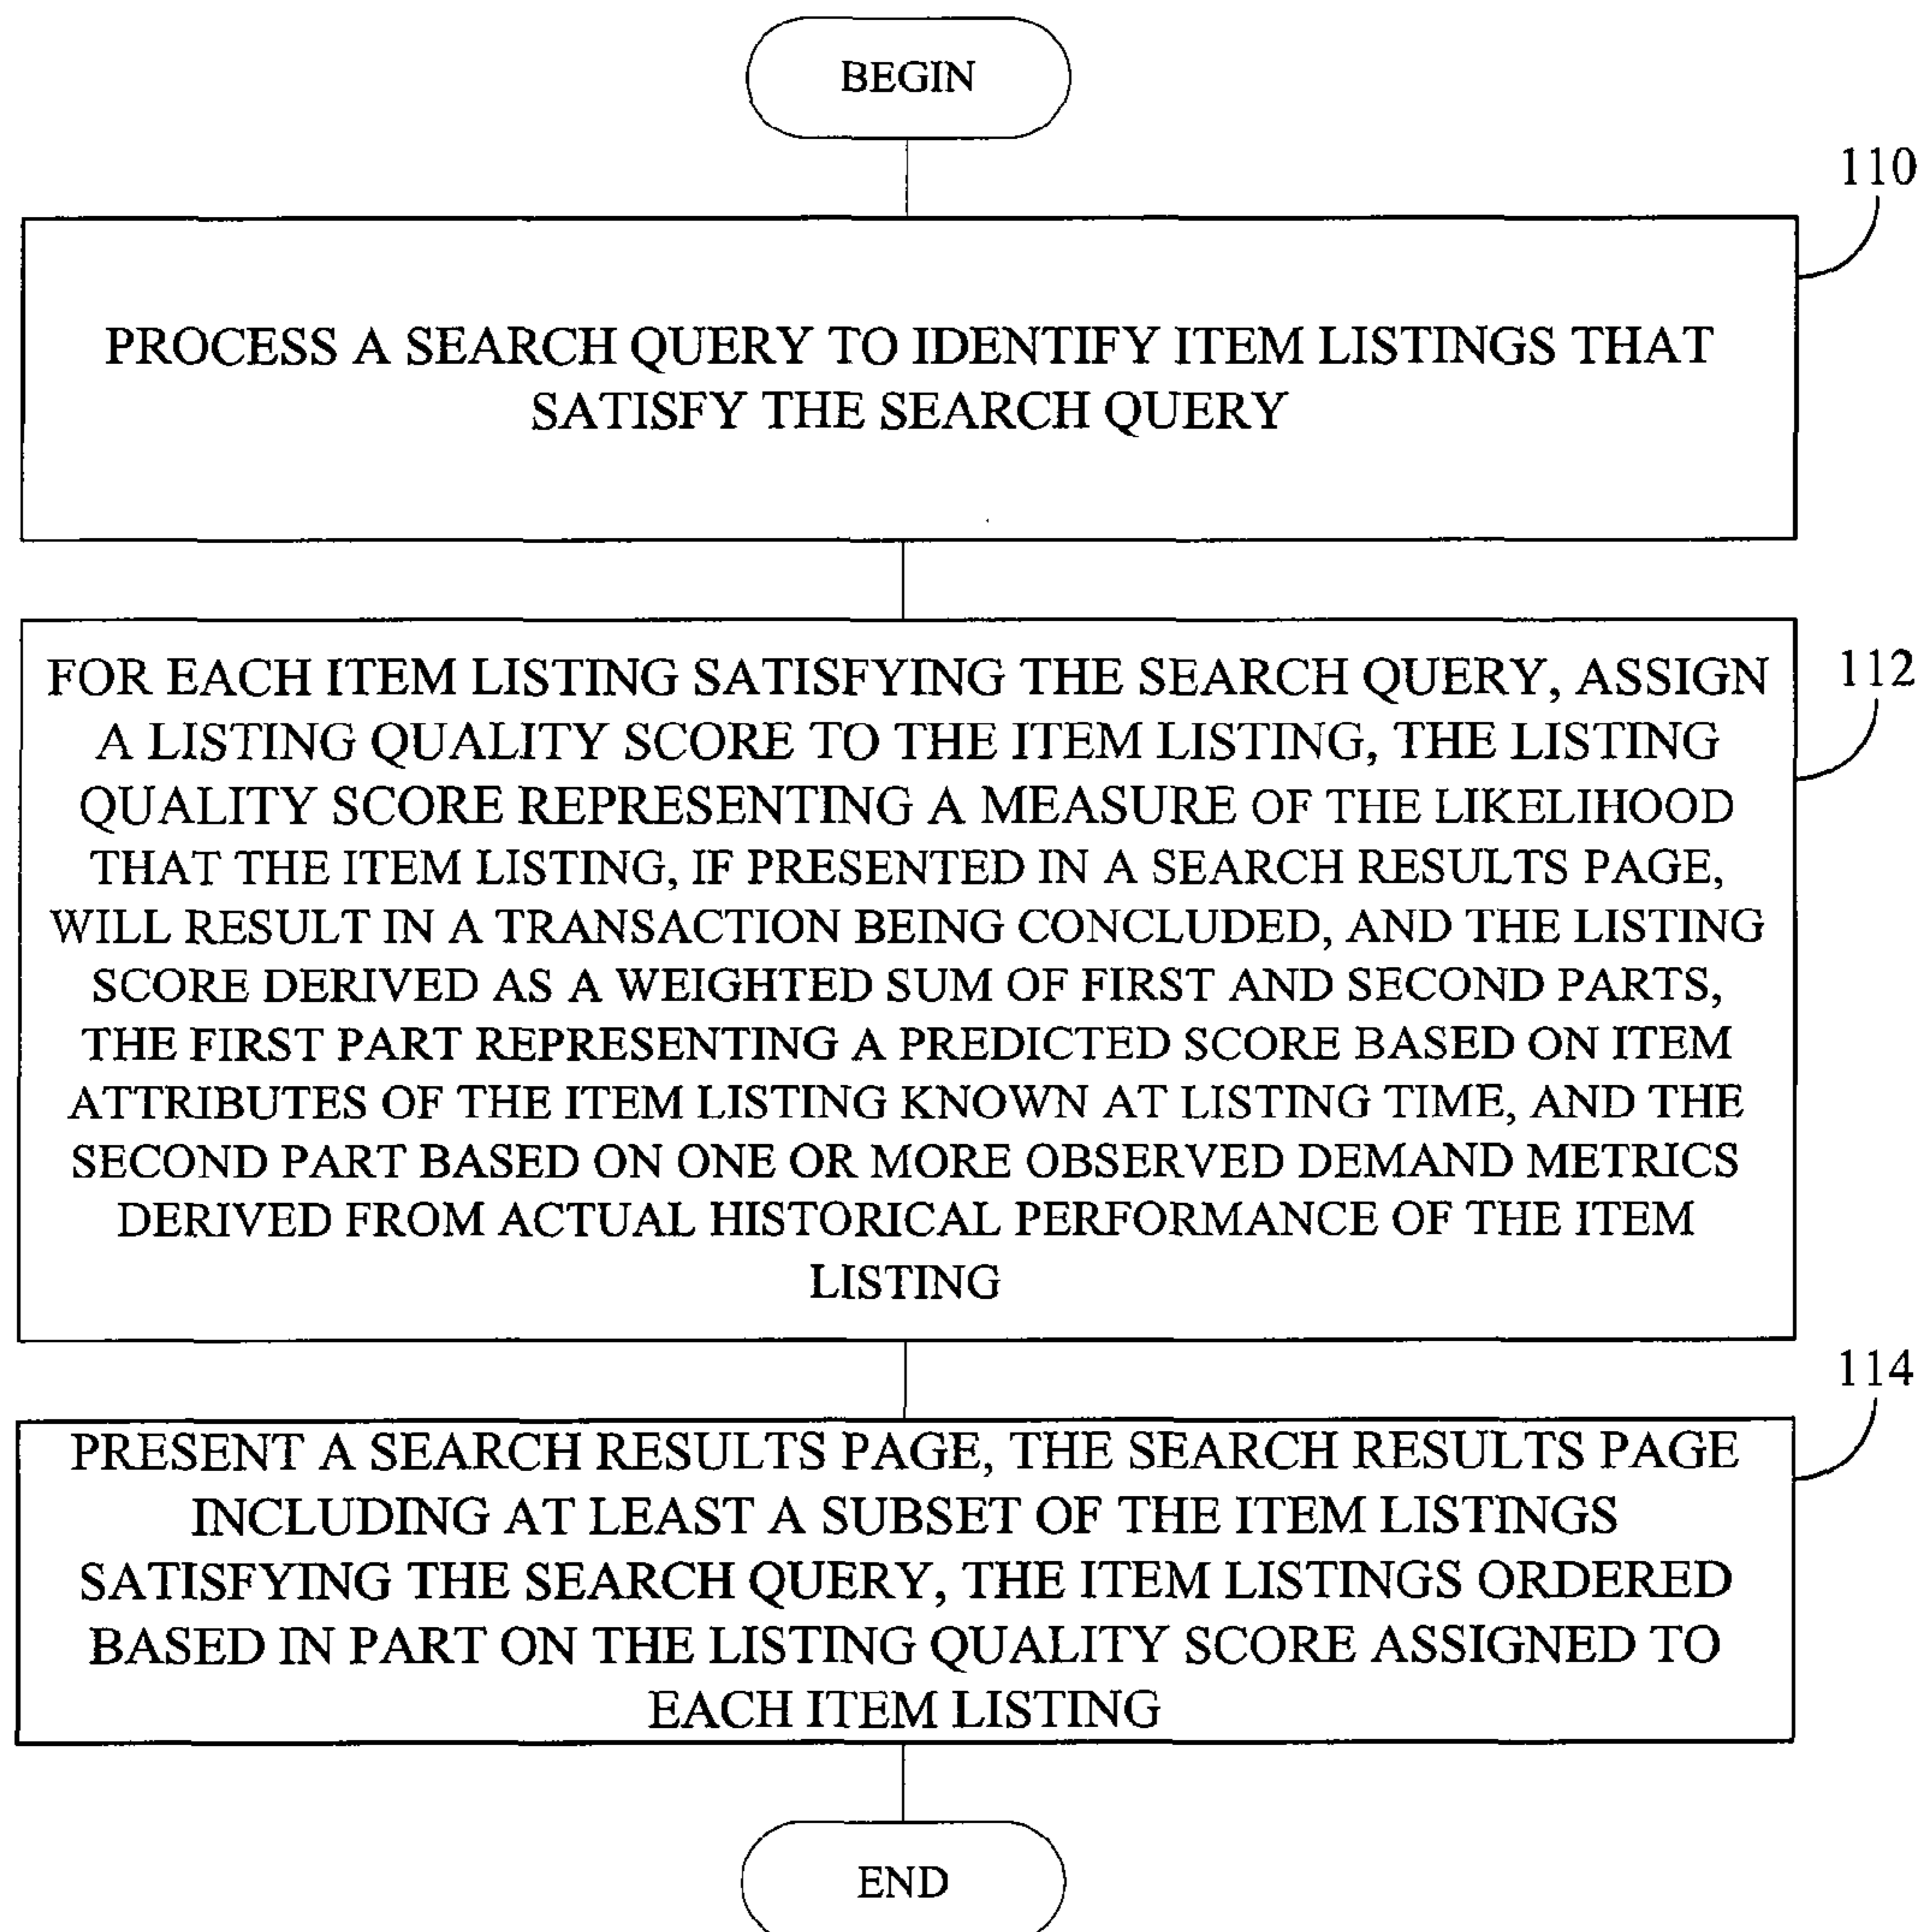 BEGIN
110
PROCESS A SEARCH QUERY TO IDENTIFY ITEM LISTINGS THAT
SATISFY THE SEARCH QUERY
112
FOR EACH ITEM LISTING SATISFYING THE SEARCH QUERY, ASSIGN
A LISTING QUALITY SCORE TO THE ITEM LISTING, THE LISTING
QUALITY SCORE REPRESENTING A MEASURE OF THE LIKELIHOOD
THAT THE ITEM LISTING, IF PRESENTED IN A SEARCH RESULTS PAGE,
WILL RESULT IN A TRANSACTION BEING CONCLUDED, AND THE LISTING
SCORE DERIVED AS A WEIGHTED SUM OF FIRST AND SECOND PARTS,
THE FIRST PART REPRESENTING A PREDICTED SCORE BASED ON ITEM
ATTRIBUTES OF THE ITEM LISTING KNOWN AT LISTING TIME, AND THE
SECOND PART BASED ON ONE OR MORE OBSERVED DEMAND METRICS
DERIVED FROM ACTUAL HISTORICAL PERFORMANCE OF THE ITEM
LISTING
114
PRESENT A SEARCH RESULTS PAGE, THE SEARCH RESULTS PAGE
INCLUDING AT LEAST A SUBSET OF THE ITEM LISTINGS
SATISFYING THE SEARCH QUERY, THE ITEM LISTINGS ORDERED
BASED IN PART ON THE LISTING QUALITY SCORE ASSIGNED TO
EACH ITEM LISTING
END